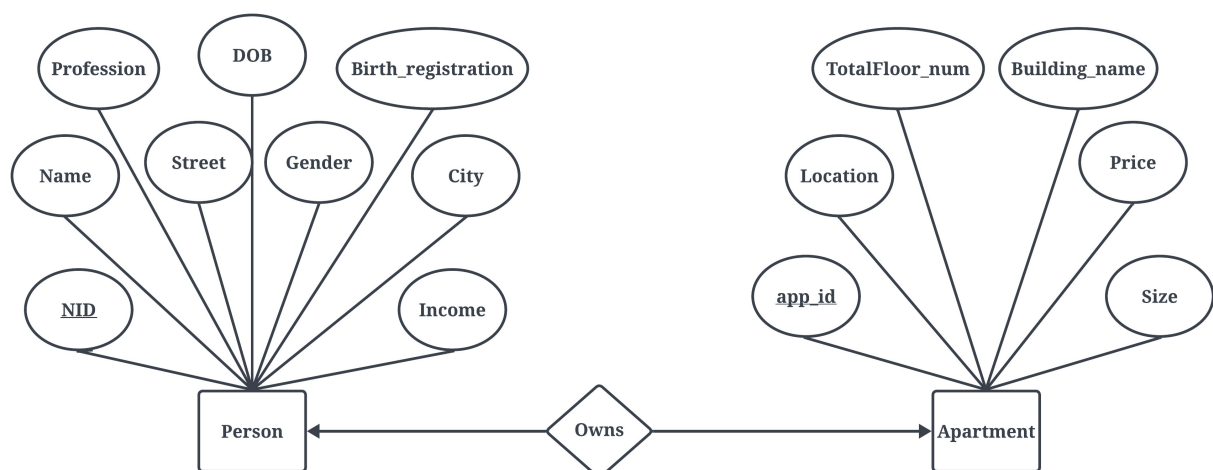 DOB
Profession
Birth_registration
TotalFloor_num
Building_name
Name
Street
Gender
City
Location
Price
NID
Income
app_id
Size
Person
Owns
Apartment